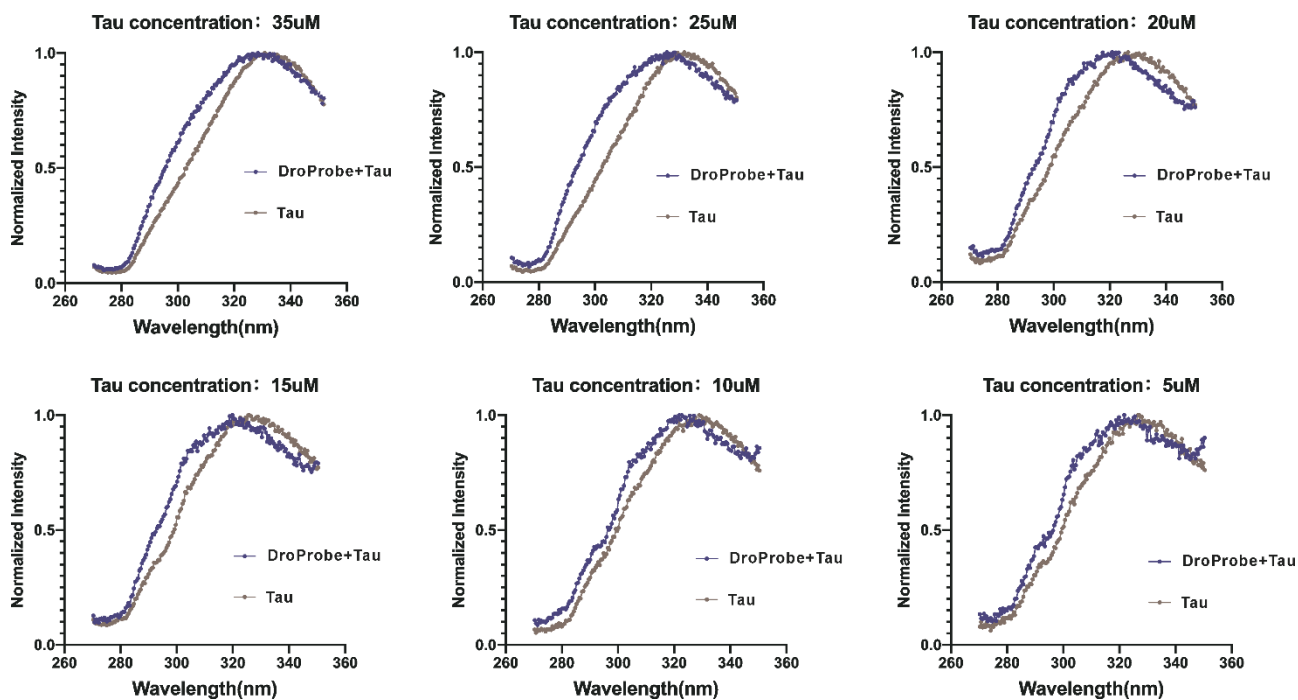 Tau concentration: 35uM
Normalized Intensity
1.0
0.5
0.0
260 280 300 320 340 360
Wavelength(nm)
DroProbe+Tau
Tau
Tau concentration: 25uM
Normalized Intensity
1.0
0.5
0.0
260 280 300 320 340 360
Wavelength(nm)
DroProbe+Tau
Tau
Tau concentration: 20uM
Normalized Intensity
1.0
0.5
0.0
260 280 300 320 340 360
Wavelength(nm)
DroProbe+Tau
Tau
Tau concentration: 15uM
Normalized Intensity
1.0
0.5
0.0
260 280 300 320 340 360
Wavelength(nm)
DroProbe+Tau
Tau
Tau concentration: 10uM
Normalized Intensity
1.0
0.5
0.0
260 280 300 320 340 360
Wavelength(nm)
DroProbe+Tau
Tau
Tau concentration: 5uM
Normalized Intensity
1.0
0.5
0.0
260 280 300 320 340 360
Wavelength(nm)
DroProbe+Tau
Tau